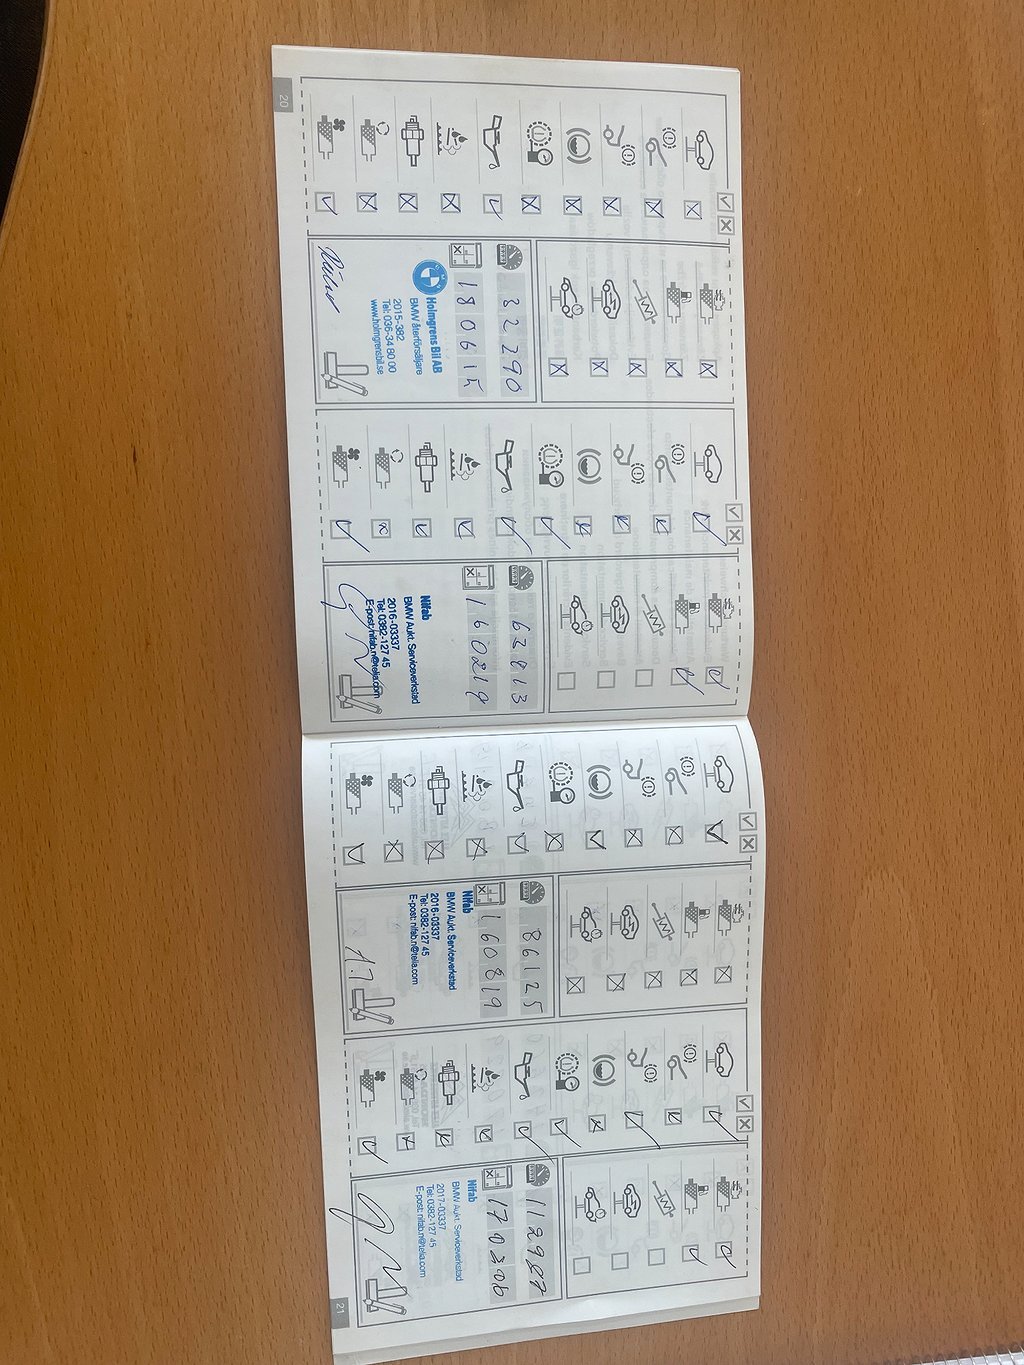 20
32290
180615
Holmgrens Bil AB
BMW återförsäljare
2015-382
Tel: 036-34 80 00
www.holmgrensbil.se
63813
160219
Nifab
BMW Aukt. Serviceverkstad
2016-03337
Tel: 0382-127 45
E-post: nifab.n@telia.com
86125
160819
Nifab
BMW Aukt. Serviceverkstad
2016-03337
Tel: 0382-127 45
E-post: nifab.n@telia.com
112987
170306
Nifab
BMW Aukt. Serviceverkstad
2017-03337
Tel: 0382-127 45
E-post: nifab.n@telia.com
21